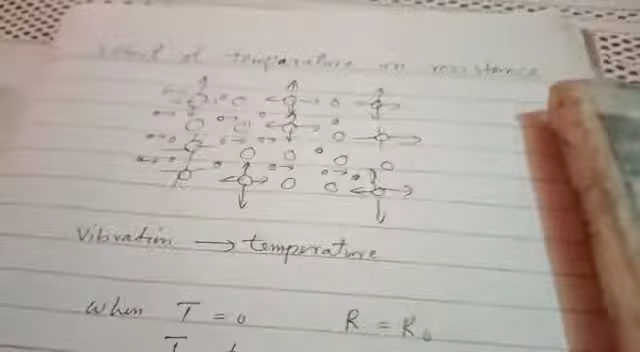 effect of temperature on resistance
Vibration → temperature
when T = 0 R = R₀
T